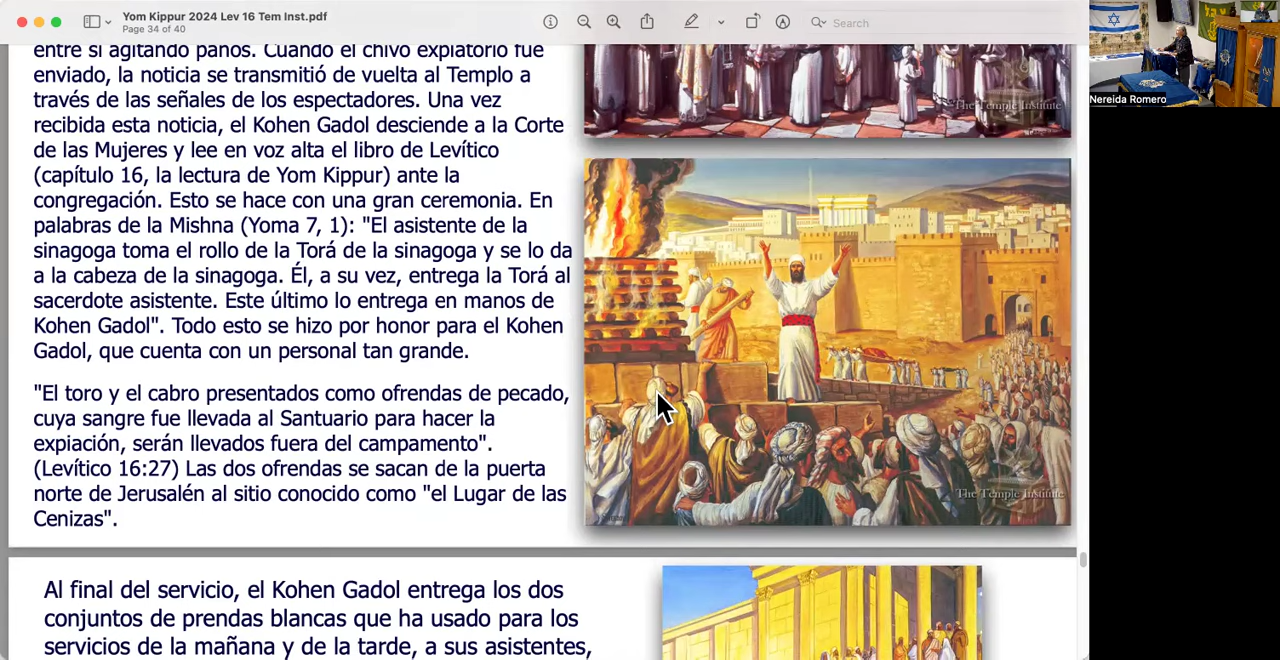 Yom Kippur 2024 Lev 16 Tem Inst.pdf
Page 34 of 40
Search
entre sí agitando paños. Cuando el chivo expiatorio fue
enviado, la noticia se transmitió de vuelta al Templo a
través de las señales de los espectadores. Una vez
recibida esta noticia, el Kohen Gadol desciende a la Corte
de las Mujeres y lee en voz alta el libro de Levítico
(capítulo 16, la lectura de Yom Kippur) ante la
congregación. Esto se hace con una gran ceremonia. En
palabras de la Mishna (Yoma 7, 1): "El asistente de la
sinagoga toma el rollo de la Torá de la sinagoga y se lo da
a la cabeza de la sinagoga. Él, a su vez, entrega la Torá al
sacerdote asistente. Este último lo entrega en manos de
Kohen Gadol". Todo esto se hizo por honor para el Kohen
Gadol, que cuenta con un personal tan grande.
"El toro y el cabro presentados como ofrendas de pecado,
cuya sangre fue llevada al Santuario para hacer la
expiación, serán llevados fuera del campamento".
(Levítico 16:27) Las dos ofrendas se sacan de la puerta
norte de Jerusalén al sitio conocido como "el Lugar de las
Cenizas".
The Temple Institute
The Temple Institute
Al final del servicio, el Kohen Gadol entrega los dos
conjuntos de prendas blancas que ha usado para los
servicios de la mañana y de la tarde, a sus asistentes,
Nereida Romero